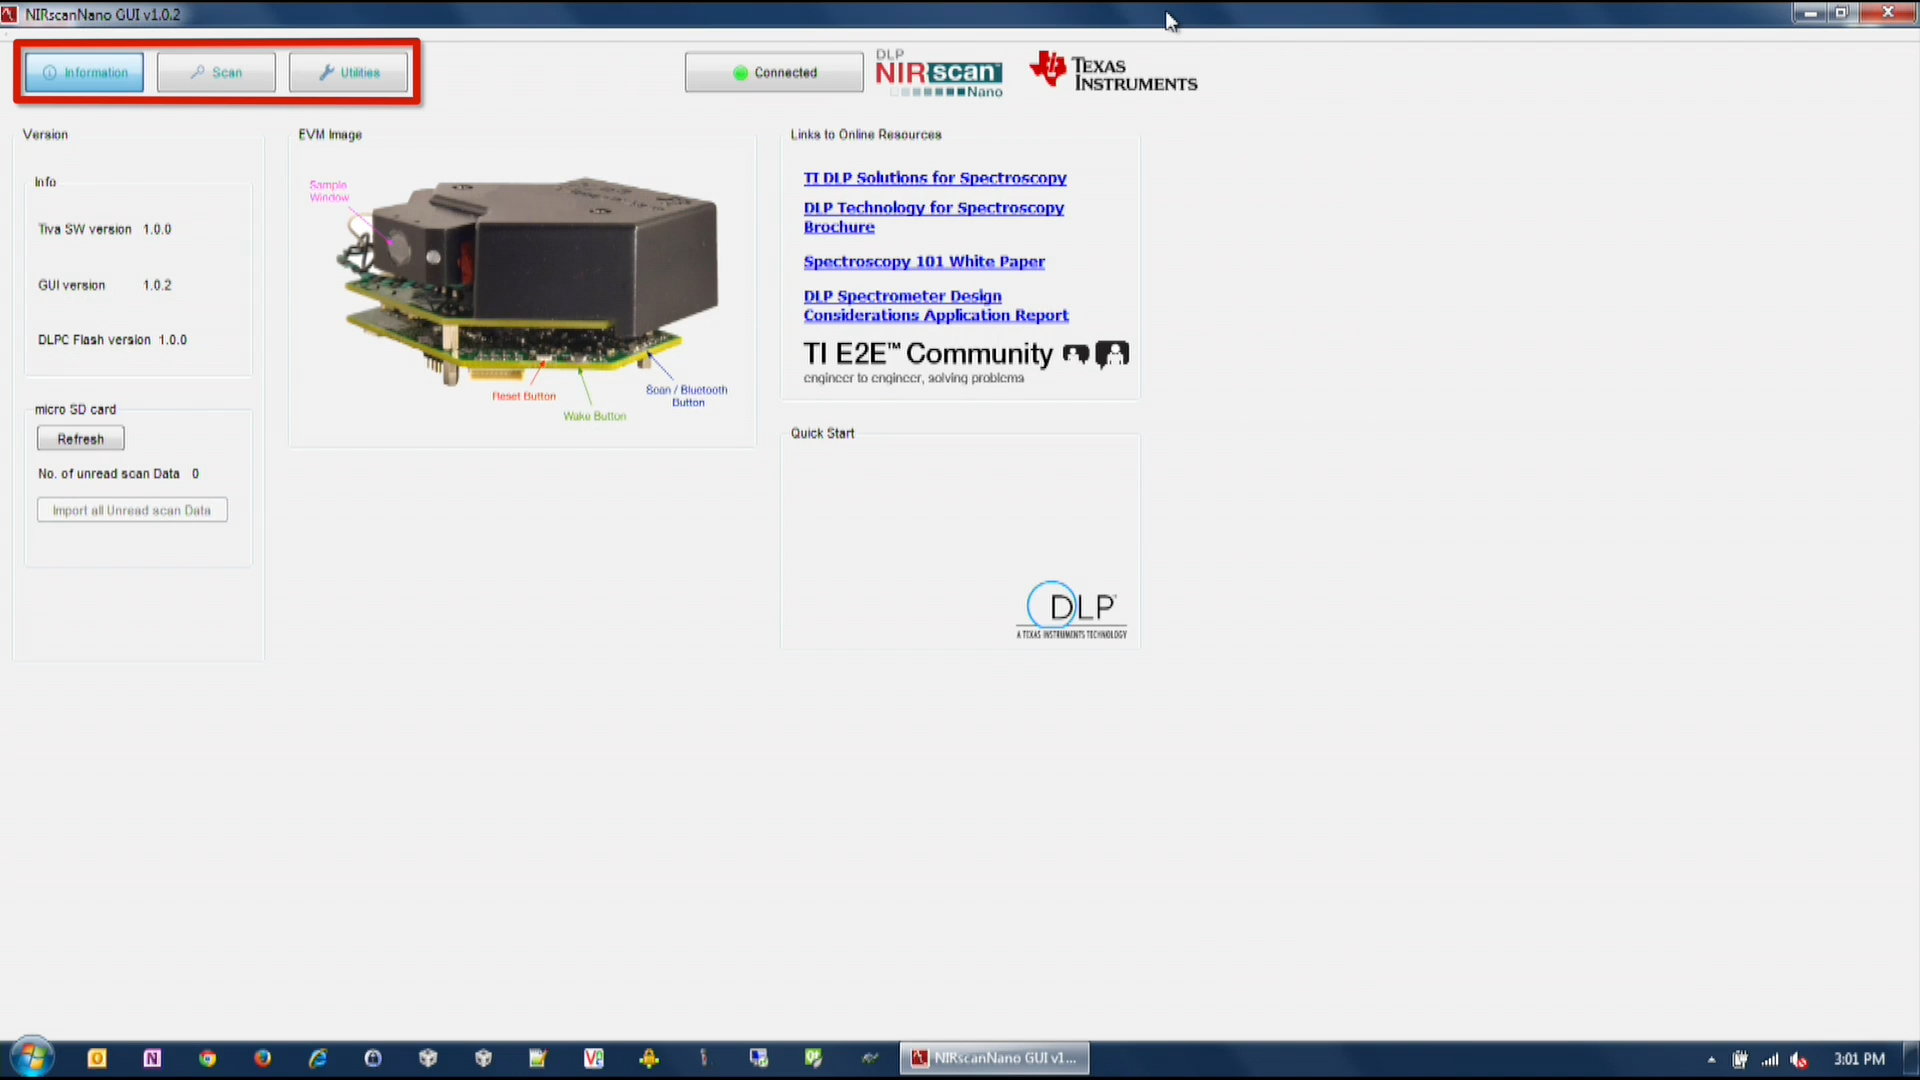 NIRscanNano GUI v1.0.2
Information
Scan
Utilities
Connected
DLP
NIRscan™
Nano
TEXAS
INSTRUMENTS
Version
EVM Image
Links to Online Resources
Info
Tiva SW version 1.0.0
GUI version 1.0.2
DLPC Flash version 1.0.0
micro SD card
Refresh
No. of unread scan Data 0
Import all Unread scan Data
Sample
Window
Reset Button
Wake Button
Scan / Bluetooth
Button
TI DLP Solutions for Spectroscopy
DLP Technology for Spectroscopy
Brochure
Spectroscopy 101 White Paper
DLP Spectrometer Design
Considerations Application Report
TI E2E™ Community
engineer to engineer, solving problems
Quick Start
DLP
A TEXAS INSTRUMENTS TECHNOLOGY
NIRscanNano GUI v1...
3:01 PM